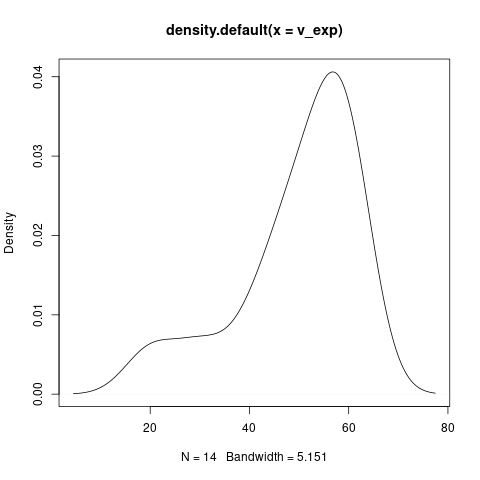 density.default(x = v_exp)
0.04
0.03
0.02
0.01
0.00
Density
20 40 60 80
N = 14 Bandwidth = 5.151